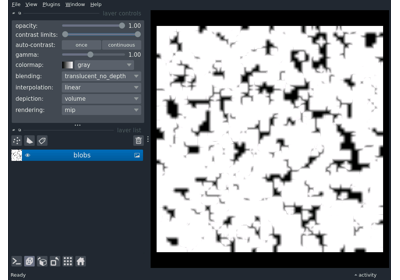 File View Plugins Window Help
layer controls
opacity: 1.00
contrast limits:
auto-contrast: once continuous
gamma: 1.00
colormap: gray
blending: translucent_no_depth
interpolation: linear
depiction: volume
rendering: mip
layer list
blobs
Ready activity